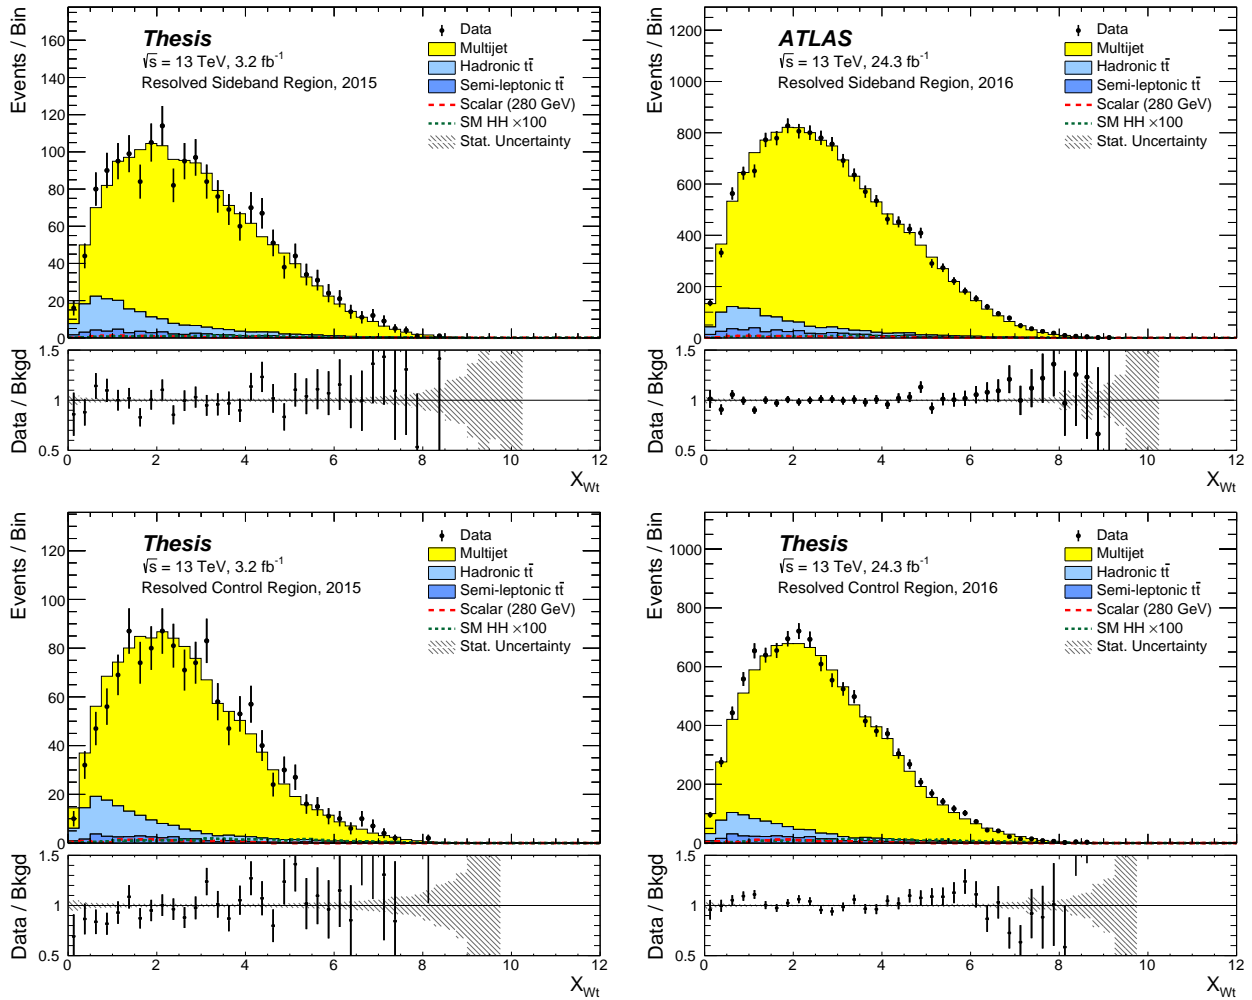 Events / Bin
180
160
140
120
100
80
60
40
20
0
Thesis
√s = 13 TeV, 3.2 fb-1
Resolved Sideband Region, 2015
Data
Multijet
Hadronic tt̄
Semi-leptonic tt̄
Scalar (280 GeV)
SM HH ×100
Stat. Uncertainty
Data / Bkgd
1.5
1
0.5
0 2 4 6 8 10 12
XWt
Events / Bin
1200
1000
800
600
400
200
0
ATLAS
√s = 13 TeV, 24.3 fb-1
Resolved Sideband Region, 2016
Data
Multijet
Hadronic tt̄
Semi-leptonic tt̄
Scalar (280 GeV)
SM HH ×100
Stat. Uncertainty
Data / Bkgd
1.5
1
0.5
0 2 4 6 8 10 12
XWt
Events / Bin
120
100
80
60
40
20
0
Thesis
√s = 13 TeV, 3.2 fb-1
Resolved Control Region, 2015
Data
Multijet
Hadronic tt̄
Semi-leptonic tt̄
Scalar (280 GeV)
SM HH ×100
Stat. Uncertainty
Data / Bkgd
1.5
1
0.5
0 2 4 6 8 10 12
XWt
Events / Bin
1000
800
600
400
200
0
Thesis
√s = 13 TeV, 24.3 fb-1
Resolved Control Region, 2016
Data
Multijet
Hadronic tt̄
Semi-leptonic tt̄
Scalar (280 GeV)
SM HH ×100
Stat. Uncertainty
Data / Bkgd
1.5
1
0.5
0 2 4 6 8 10 12
XWt